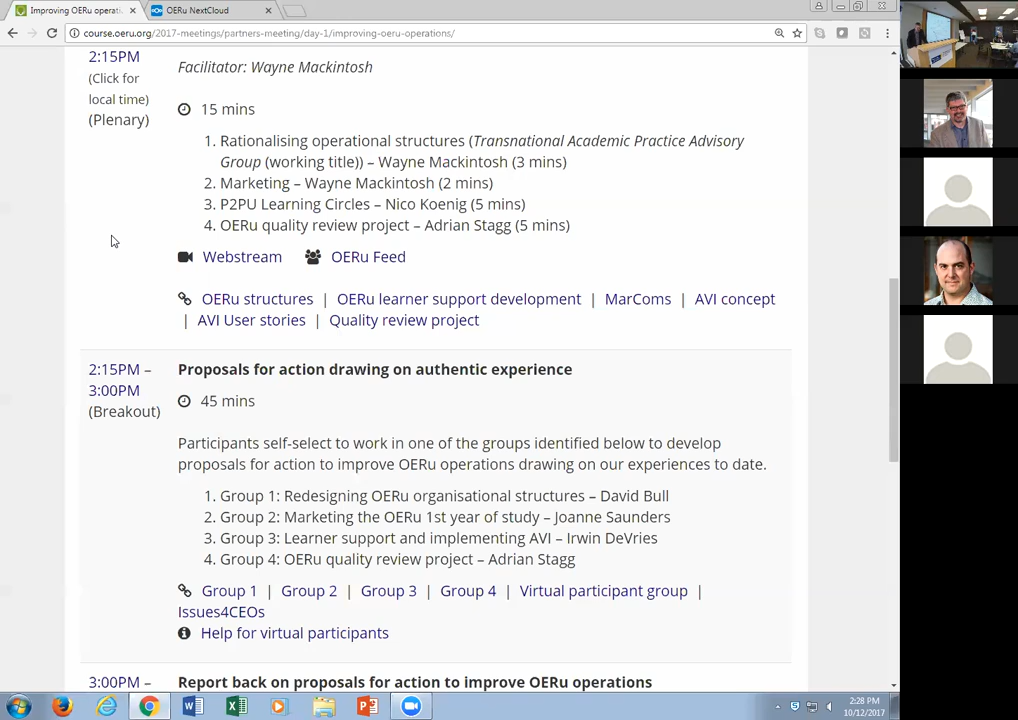 Improving OERu operati
OERu NextCloud
course.oeru.org/2017-meetings/partners-meeting/day-1/improving-oeru-operations/
2:15PM
(Click for
local time)
(Plenary)
Facilitator: Wayne Mackintosh
15 mins
1. Rationalising operational structures (Transnational Academic Practice Advisory
Group (working title)) – Wayne Mackintosh (3 mins)
2. Marketing – Wayne Mackintosh (2 mins)
3. P2PU Learning Circles – Nico Koenig (5 mins)
4. OERu quality review project – Adrian Stagg (5 mins)
Webstream OERu Feed
OERu structures | OERu learner support development | MarComs | AVI concept
| AVI User stories | Quality review project
2:15PM –
3:00PM
(Breakout)
Proposals for action drawing on authentic experience
45 mins
Participants self-select to work in one of the groups identified below to develop
proposals for action to improve OERu operations drawing on our experiences to date.
1. Group 1: Redesigning OERu organisational structures – David Bull
2. Group 2: Marketing the OERu 1st year of study – Joanne Saunders
3. Group 3: Learner support and implementing AVI – Irwin DeVries
4. Group 4: OERu quality review project – Adrian Stagg
Group 1 | Group 2 | Group 3 | Group 4 | Virtual participant group |
Issues4CEOs
Help for virtual participants
3:00PM –
Report back on proposals for action to improve OERu operations
2:28 PM
10/12/2017